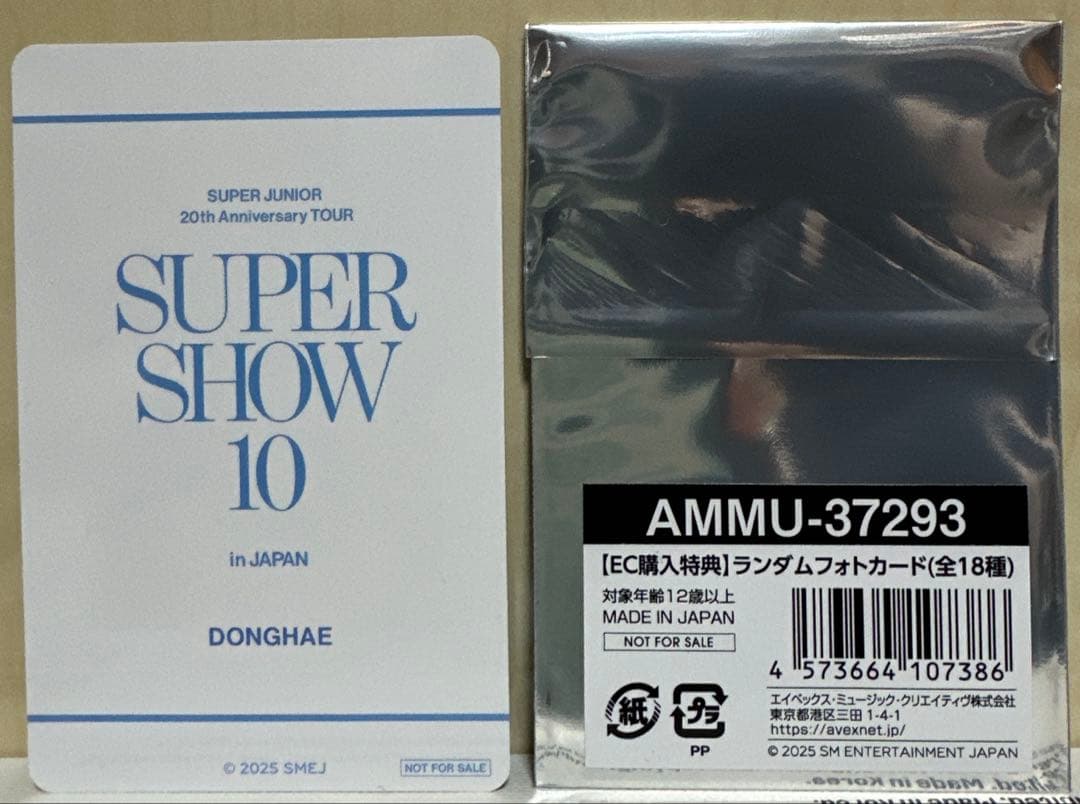 SUPER JUNIOR
20th Anniversary TOUR
SUPER
SHOW
10
in JAPAN
DONGHAE
© 2025 SMEJ
NOT FOR SALE
AMMU-37293
【EC購入特典】ランダムフォトカード(全18種)
対象年齢12歳以上
MADE IN JAPAN
NOT FOR SALE
4 573664 107386
紙
プラ
PP
エイベックス・ミュージック・クリエイティヴ株式会社
東京都港区三田 1-4-1
https://avexnet.jp/
© 2025 SM ENTERTAINMENT JAPAN
Made in Korea.